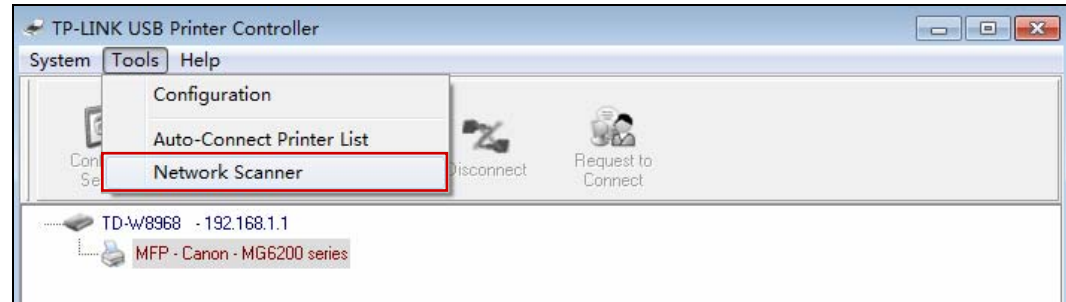 TP-LINK USB Printer Controller
System Tools Help
Configuration
Auto-Connect Printer List
Network Scanner
Disconnect
Request to
Connect
TD-W8968 - 192.168.1.1
MFP - Canon - MG6200 series